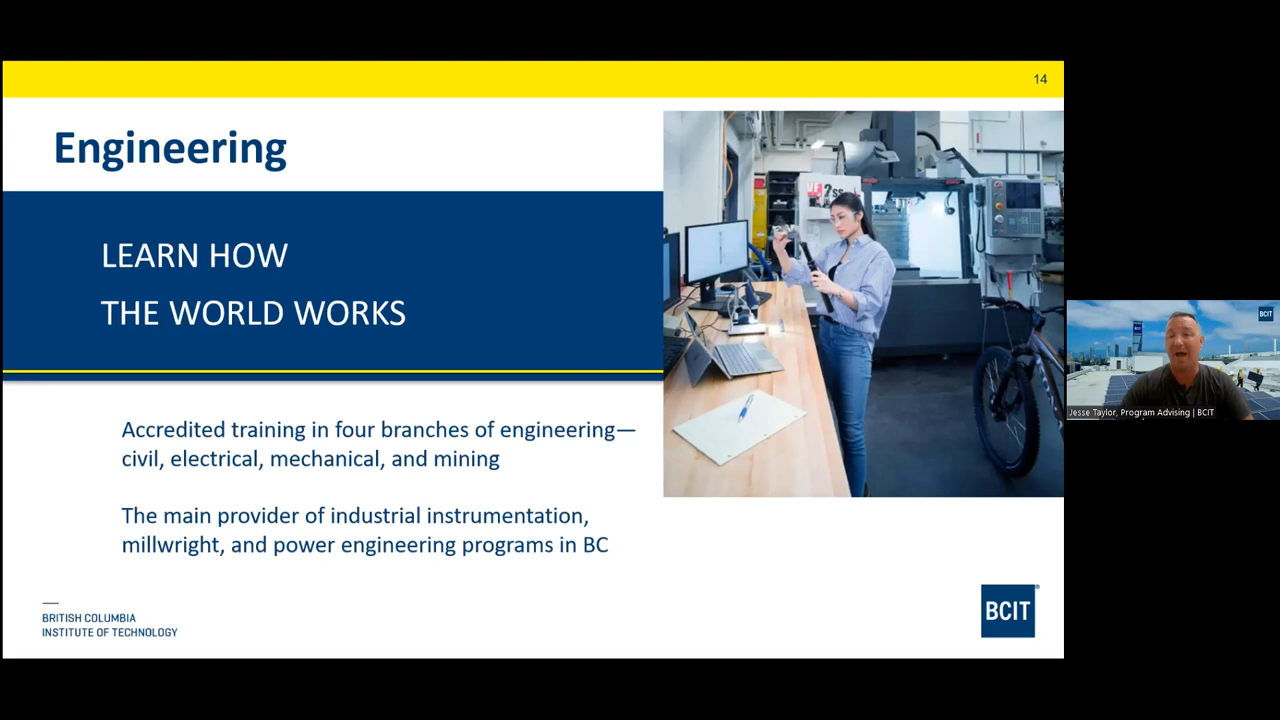 14
Engineering
LEARN HOW
THE WORLD WORKS
Accredited training in four branches of engineering—
civil, electrical, mechanical, and mining
The main provider of industrial instrumentation,
millwright, and power engineering programs in BC
BRITISH COLUMBIA
INSTITUTE OF TECHNOLOGY
BCIT
VF
BCIT
Jesse Taylor, Program Advising | BCIT